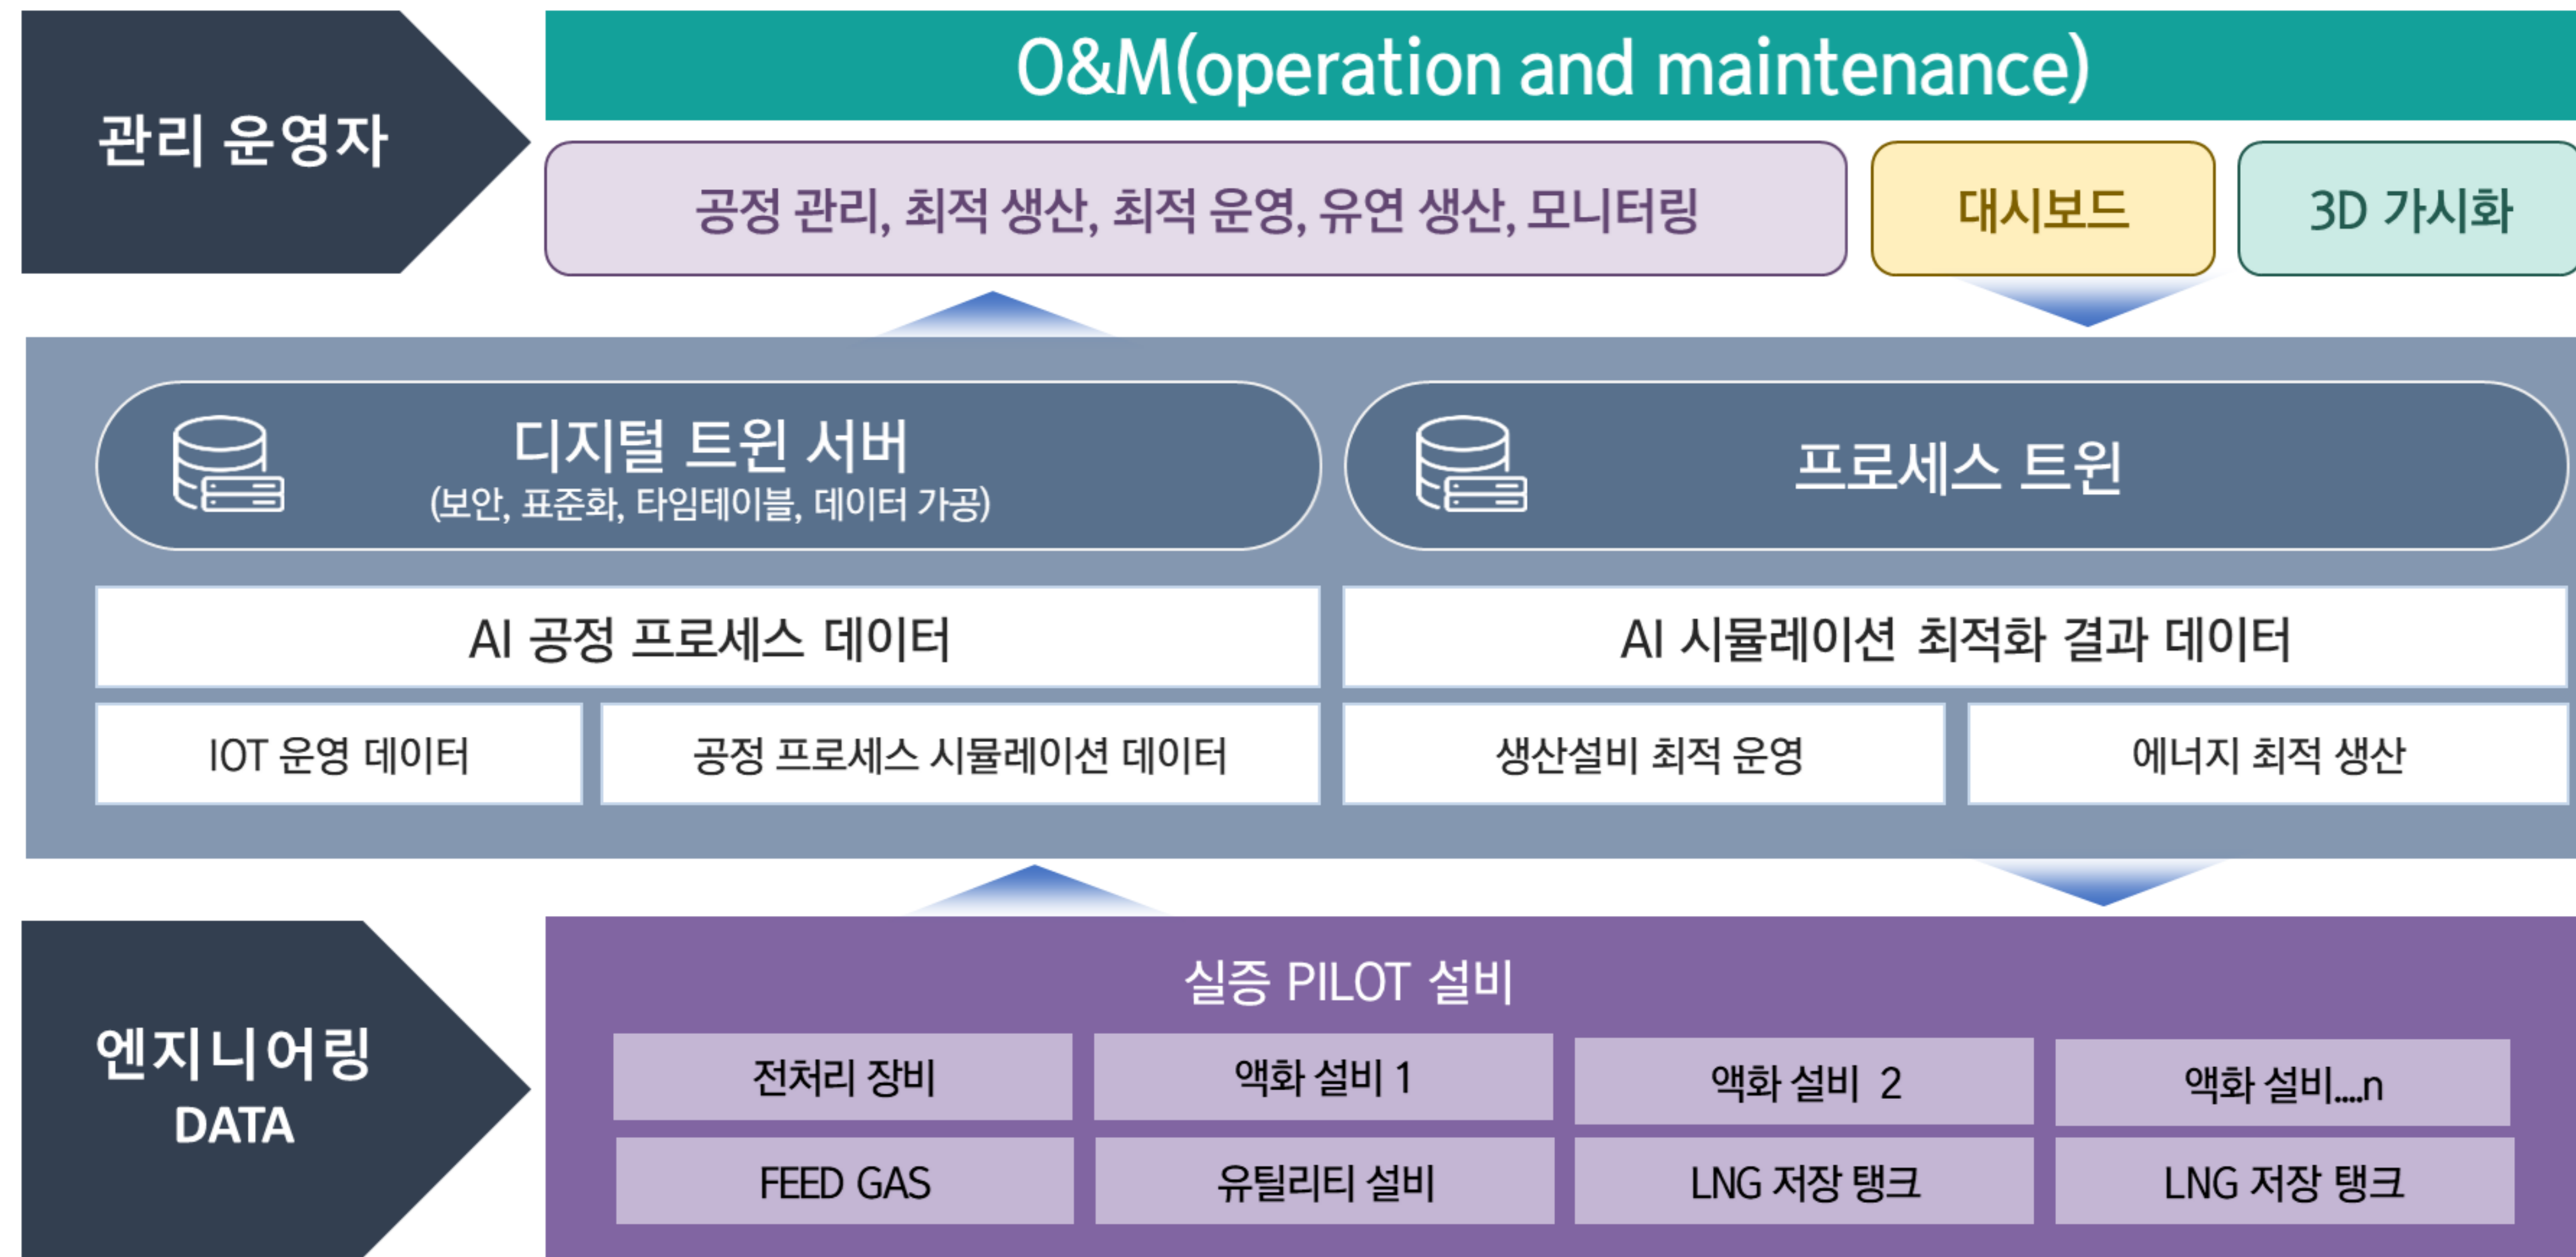 관리 운영자
O&M(operation and maintenance)
공정 관리, 최적 생산, 최적 운영, 유연 생산, 모니터링
대시보드
3D 가시화
디지털 트윈 서버
(보안, 표준화, 타임테이블, 데이터 가공)
프로세스 트윈
AI 공정 프로세스 데이터
AI 시뮬레이션 최적화 결과 데이터
IOT 운영 데이터
공정 프로세스 시뮬레이션 데이터
생산설비 최적 운영
에너지 최적 생산
엔지니어링
DATA
실증 PILOT 설비
전처리 장비
액화 설비 1
액화 설비 2
액화 설비....n
FEED GAS
유틸리티 설비
LNG 저장 탱크
LNG 저장 탱크